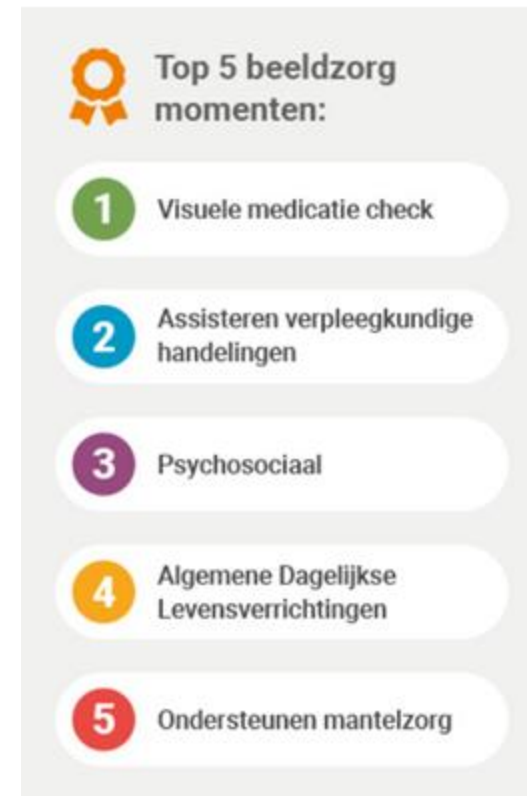 Top 5 beeldzorg
momenten:
1 Visuele medicatie check
2 Assisteren verpleegkundige
handelingen
3 Psychosociaal
4 Algemene Dagelijkse
Levensverrichtingen
5 Ondersteunen mantelzorg